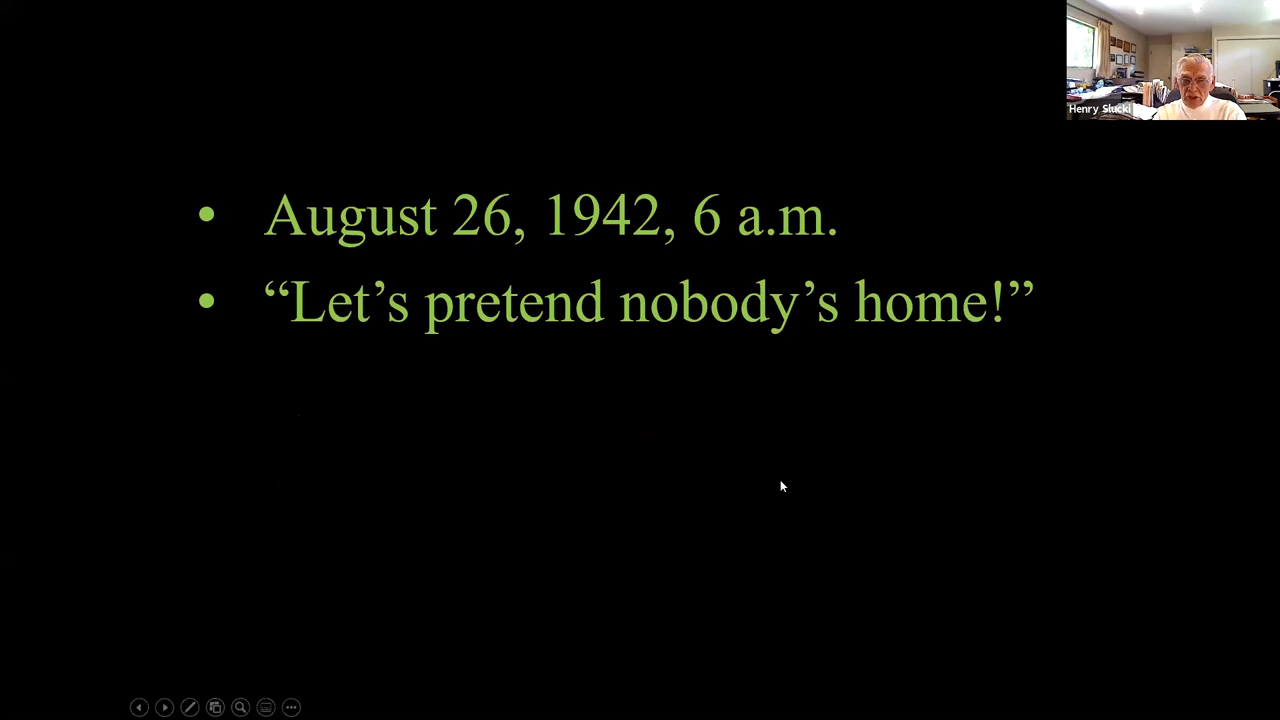 Henry Slucki
• August 26, 1942, 6 a.m.
• “Let’s pretend nobody’s home!”